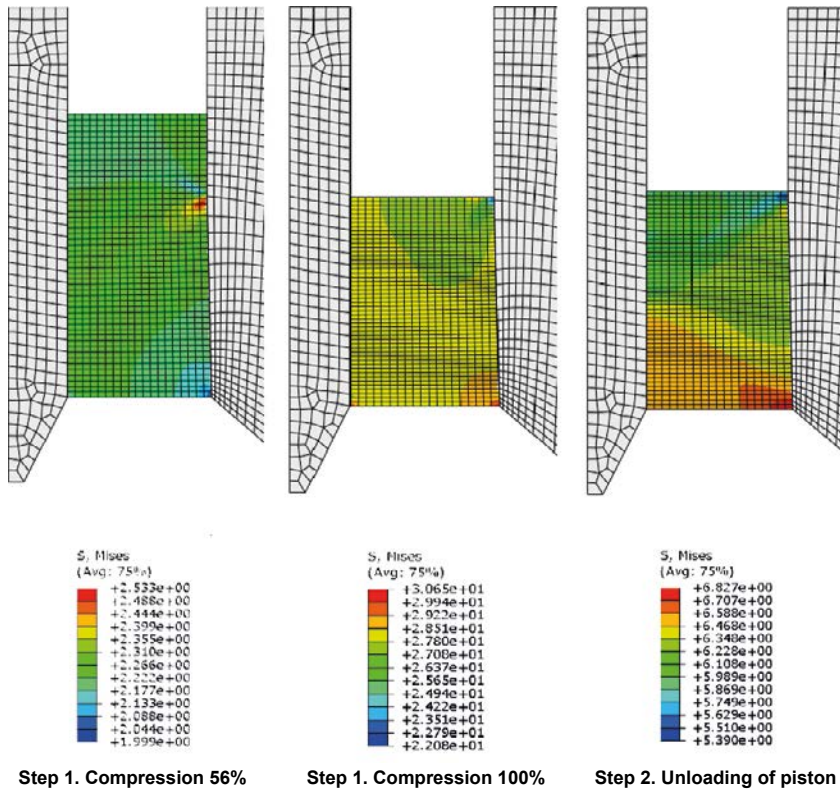 S, Mises
(Avg: 75%)
+2.533e+00
+2.488e+00
+2.444e+00
+2.399e+00
+2.355e+00
+2.310e+00
+2.266e+00
+2.222e+00
+2.177e+00
+2.133e+00
+2.088e+00
+2.044e+00
+1.999e+00
S, Mises
(Avg: 75%)
+3.065e+01
+2.994e+01
+2.922e+01
+2.851e+01
+2.780e+01
+2.708e+01
+2.637e+01
+2.565e+01
+2.494e+01
+2.422e+01
+2.351e+01
+2.279e+01
+2.208e+01
S, Mises
(Avg: 75%)
+6.827e+00
+6.707e+00
+6.588e+00
+6.468e+00
+6.348e+00
+6.228e+00
+6.108e+00
+5.989e+00
+5.869e+00
+5.749e+00
+5.629e+00
+5.510e+00
+5.390e+00
Step 1. Compression 56%
Step 1. Compression 100%
Step 2. Unloading of piston